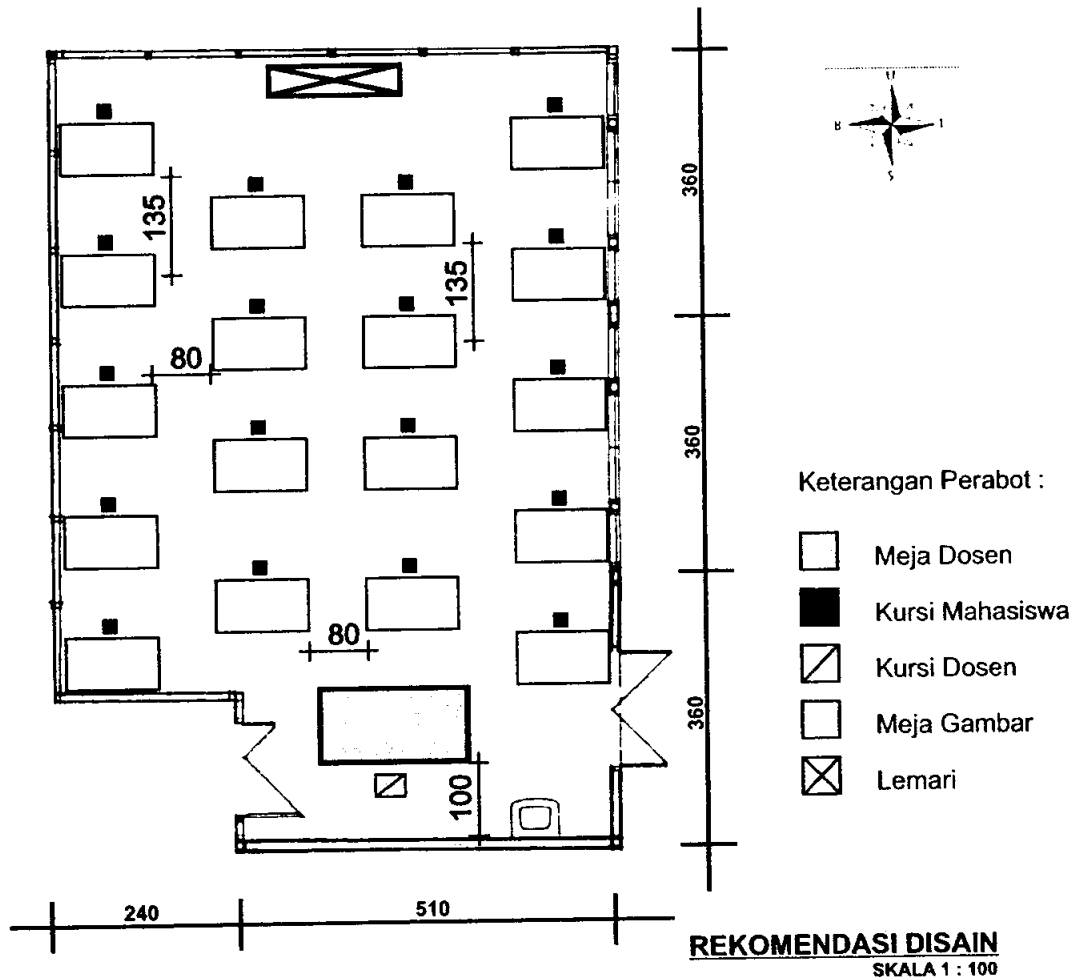 U
B
T
S
360
135
135
80
360
Keterangan Perabot :
Meja Dosen
Kursi Mahasiswa
Kursi Dosen
Meja Gambar
Lemari
80
360
100
240
510
REKOMENDASI DISAIN
SKALA 1 : 100